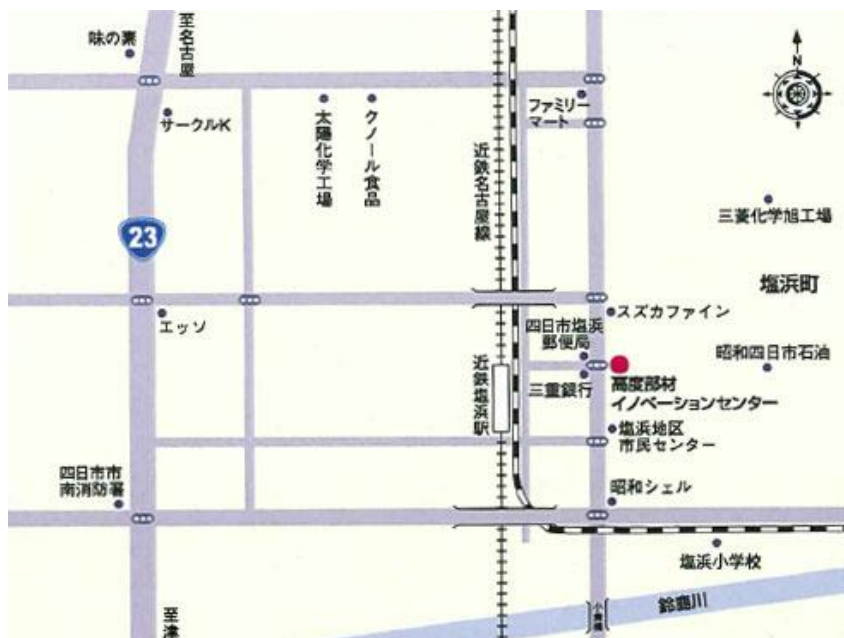 味の素
至名古屋
N
サークルK
太陽化学工場
クノール食品
ファミリー
マート
近鉄名古屋線
三菱化学旭工場
23
塩浜町
エッソ
スズカファイン
四日市塩浜
郵便局
昭和四日市石油
三重銀行
高度部材
イノベーションセンター
近鉄塩浜駅
塩浜地区
市民センター
四日市市
南消防署
昭和シェル
塩浜小学校
鈴鹿川
至津